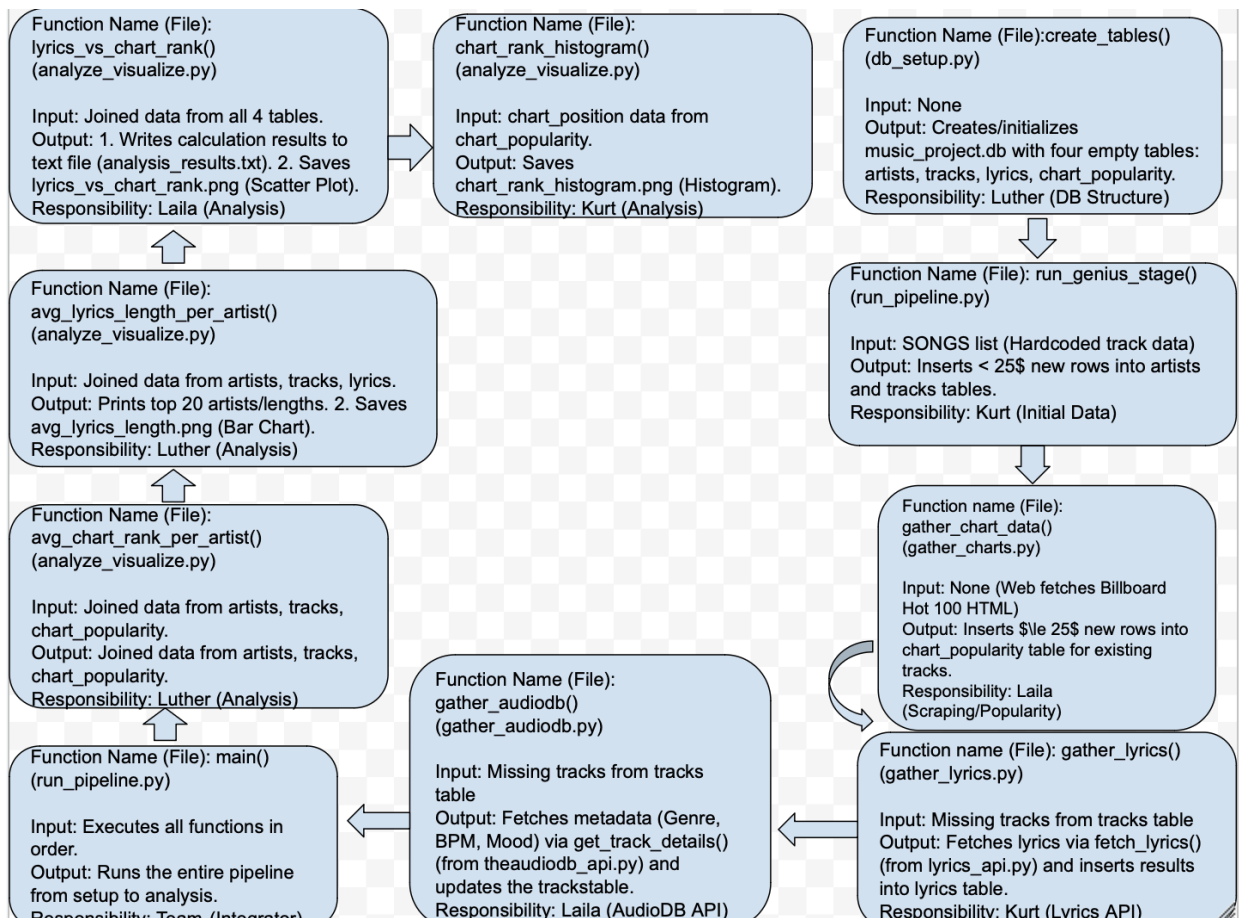 Function Name (File):
lyrics_vs_chart_rank()
(analyze_visualize.py)
Input: Joined data from all 4 tables.
Output: 1. Writes calculation results to
text file (analysis_results.txt). 2. Saves
lyrics_vs_chart_rank.png (Scatter Plot).
Responsibility: Laila (Analysis)
Function Name (File):
chart_rank_histogram()
(analyze_visualize.py)
Input: chart_position data from
chart_popularity.
Output: Saves
chart_rank_histogram.png (Histogram).
Responsibility: Kurt (Analysis)
Function Name (File):create_tables()
(db_setup.py)
Input: None
Output: Creates/initializes
music_project.db with four empty tables:
artists, tracks, lyrics, chart_popularity.
Responsibility: Luther (DB Structure)
Function Name (File):
avg_lyrics_length_per_artist()
(analyze_visualize.py)
Input: Joined data from artists, tracks, lyrics.
Output: Prints top 20 artists/lengths. 2. Saves
avg_lyrics_length.png (Bar Chart).
Responsibility: Luther (Analysis)
Function Name (File): run_genius_stage()
(run_pipeline.py)
Input: SONGS list (Hardcoded track data)
Output: Inserts < 25$ new rows into artists
and tracks tables.
Responsibility: Kurt (Initial Data)
Function Name (File):
avg_chart_rank_per_artist()
(analyze_visualize.py)
Input: Joined data from artists, tracks,
chart_popularity.
Output: Joined data from artists, tracks,
chart_popularity.
Responsibility: Luther (Analysis)
Function name (File):
gather_chart_data()
(gather_charts.py)
Input: None (Web fetches Billboard
Hot 100 HTML)
Output: Inserts $\le 25$ new rows into
chart_popularity table for existing
tracks.
Responsibility: Laila
(Scraping/Popularity)
Function Name (File): main()
(run_pipeline.py)
Input: Executes all functions in
order.
Output: Runs the entire pipeline
from setup to analysis.
Responsibility: Team (Integrator)
Function Name (File):
gather_audiodb()
(gather_audiodb.py)
Input: Missing tracks from tracks
table
Output: Fetches metadata (Genre,
BPM, Mood) via get_track_details()
(from theaudiodb_api.py) and
updates the trackstable.
Responsibility: Laila (AudioDB API)
Function name (File): gather_lyrics()
(gather_lyrics.py)
Input: Missing tracks from tracks table
Output: Fetches lyrics via fetch_lyrics()
(from lyrics_api.py) and inserts results
into lyrics table.
Responsibility: Kurt (Lyrics API)